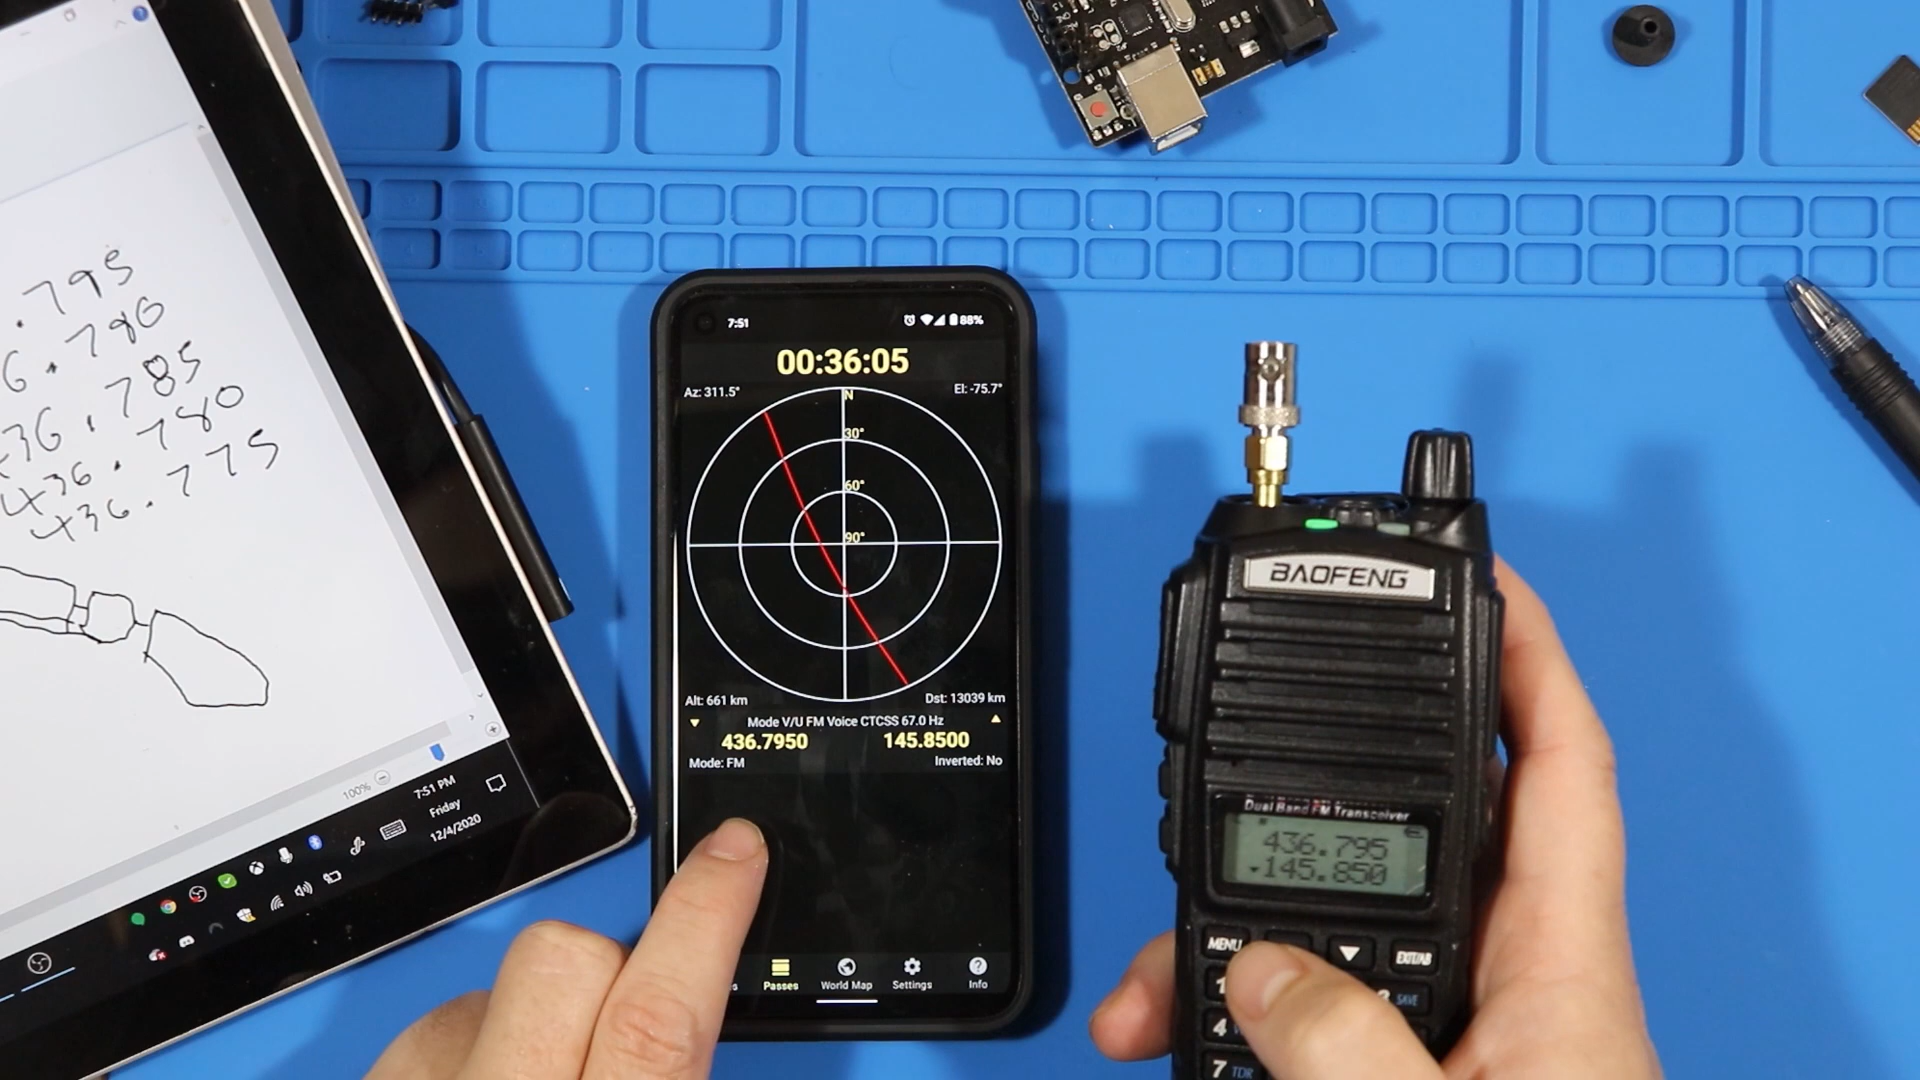 .795
6.790
436.785
436.780
436.775
100%
7:51 PM
Friday
12/4/2020
7:51
88%
00:36:05
Az: 311.5°
El: -75.7°
N
30°
60°
90°
Alt: 661 km
Dst: 13039 km
Mode V/U FM Voice CTCSS 67.0 Hz
436.7950 145.8500
Mode: FM
Inverted: No
Passes World Map Settings Info
BAOFENG
Dual Band FM Transceiver
436.795
145.850
MENU EXIT/AB
1 3 SAVE
4
7 TDR